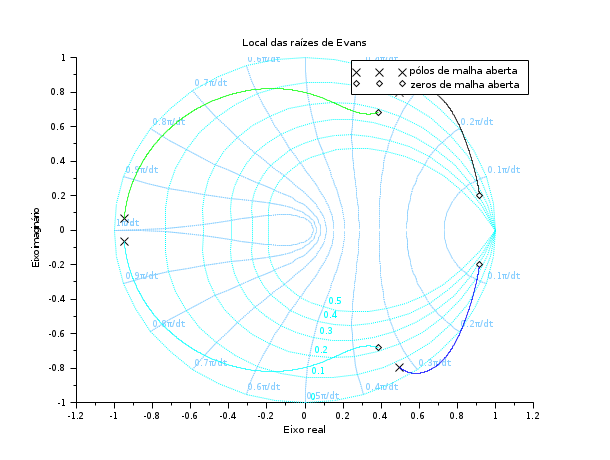 Local das raízes de Evans
pólos de malha aberta
zeros de malha aberta
Eixo imaginário
Eixo real
1
0.8
0.6
0.4
0.2
0
-0.2
-0.4
-0.6
-0.8
-1
-1.2 -1 -0.8 -0.6 -0.4 -0.2 0 0.2 0.4 0.6 0.8 1 1.2
0.6π/dt
0.7π/dt
0.8π/dt
0.9π/dt
0.9π/dt
0.8π/dt
0.7π/dt
0.6π/dt
0.5π/dt
0.4π/dt
0.3π/dt
0.2π/dt
0.1π/dt
0.1π/dt
0.2π/dt
0.5
0.4
0.3
0.2
0.1